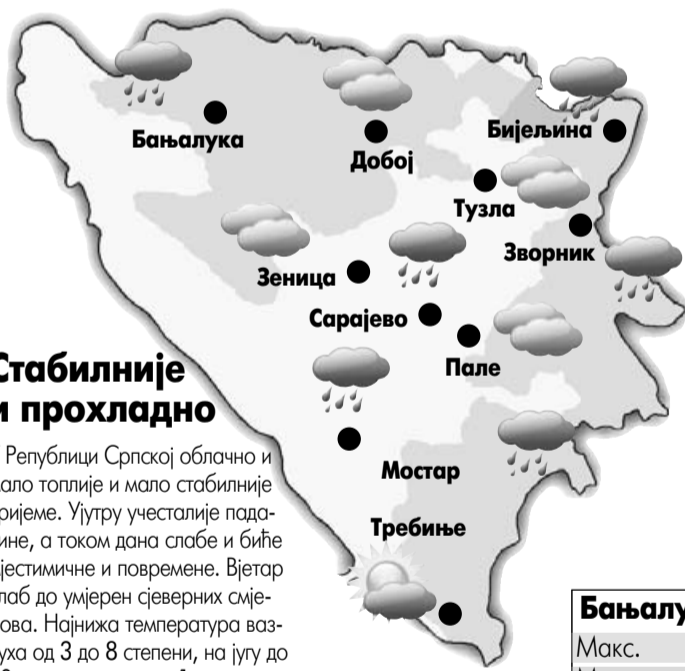 Бањалука
Добој
Бијељина
Тузла
Зворник
Зеница
Сарајево
Пале
Стабилније
и прохладно
Републици Српској облачно и
мало топлије и мало стабилније
вријеме. Ујутру учесталије пада-
вине, а током дана слабе и биће
мјестимичне и повремене. Вјетар
слаб до умјерен сјеверних смје-
рова. Најнижа температура ваз-
духа од 3 до 8 степени, на југу до
Мостар
Требиње
Бањалу
Макс.